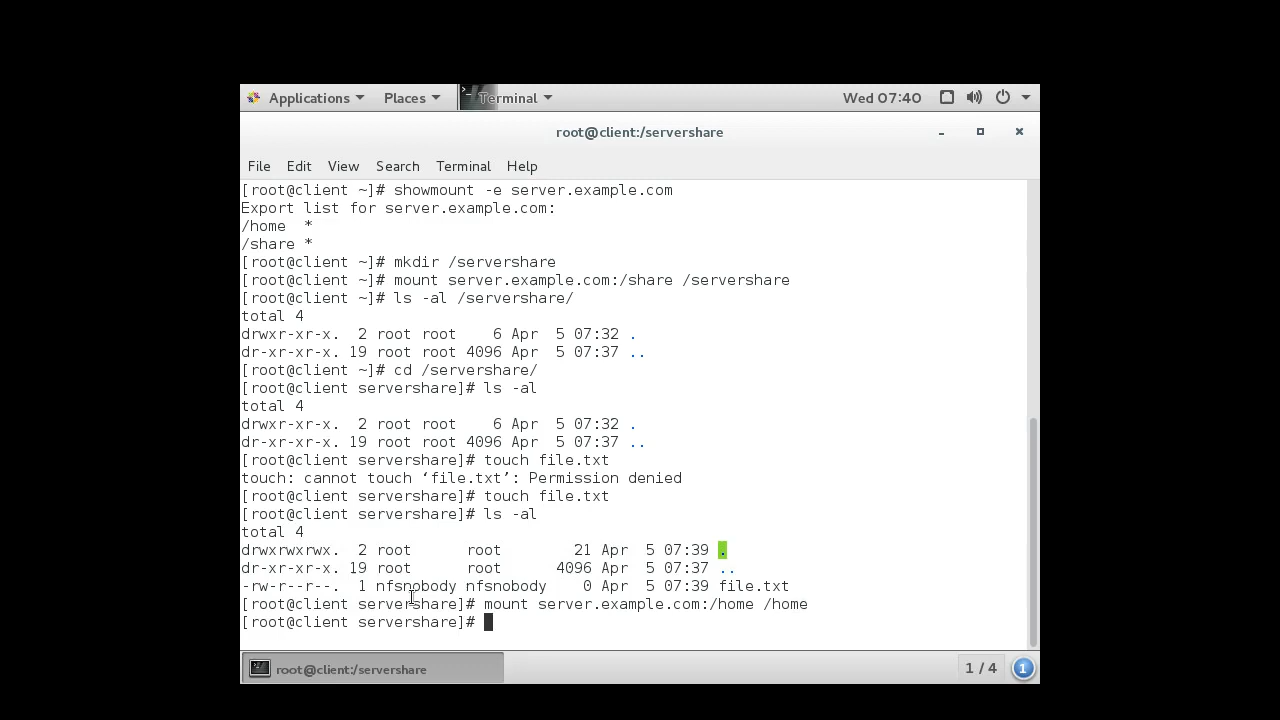 Applications Places Terminal Wed 07:40
root@client:/servershare
File Edit View Search Terminal Help
[root@client ~]# showmount -e server.example.com
Export list for server.example.com:
/home  *
/share *
[root@client ~]# mkdir /servershare
[root@client ~]# mount server.example.com:/share /servershare
[root@client ~]# ls -al /servershare/
total 4
drwxr-xr-x.  2 root root    6 Apr  5 07:32 .
dr-xr-xr-x. 19 root root 4096 Apr  5 07:37 ..
[root@client ~]# cd /servershare/
[root@client servershare]# ls -al
total 4
drwxr-xr-x.  2 root root    6 Apr  5 07:32 .
dr-xr-xr-x. 19 root root 4096 Apr  5 07:37 ..
[root@client servershare]# touch file.txt
touch: cannot touch ‘file.txt’: Permission denied
[root@client servershare]# touch file.txt
[root@client servershare]# ls -al
total 4
drwxrwxrwx.  2 root      root        21 Apr  5 07:39 .
dr-xr-xr-x. 19 root      root      4096 Apr  5 07:37 ..
-rw-r--r--.  1 nfsnobody nfsnobody    0 Apr  5 07:39 file.txt
[root@client servershare]# mount server.example.com:/home /home
[root@client servershare]#
root@client:/servershare 1 / 4 1